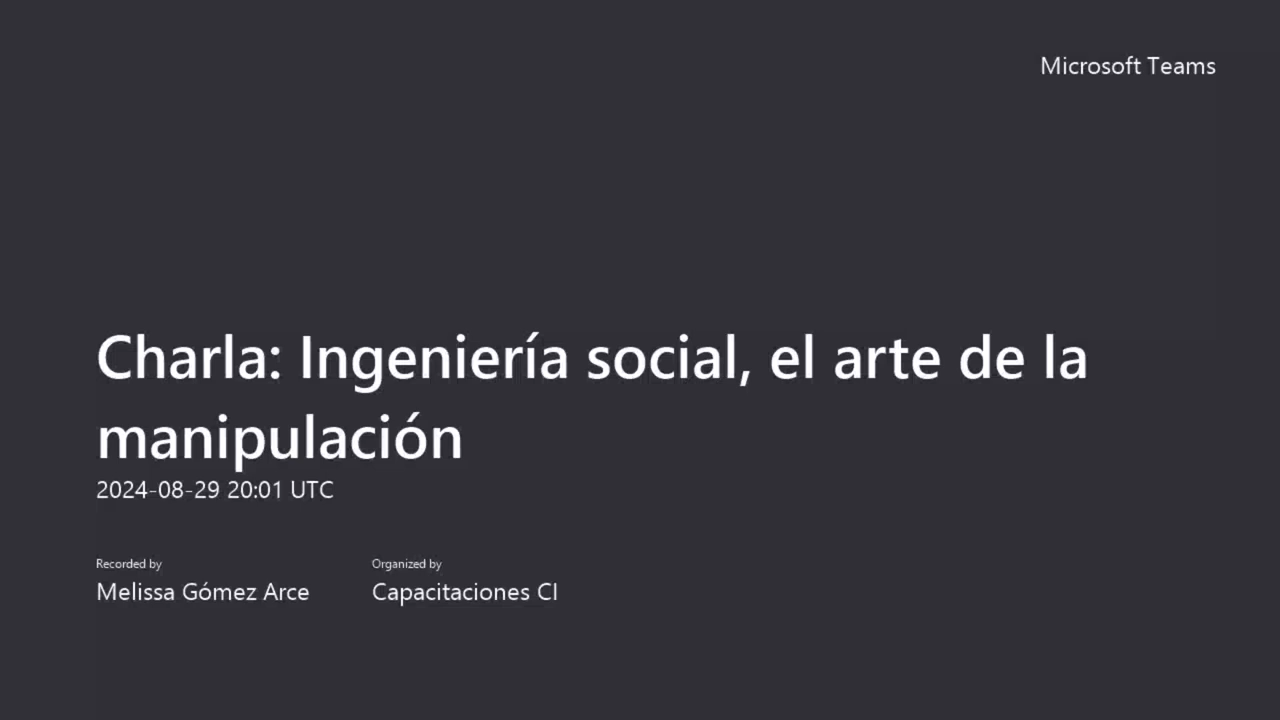 Microsoft Teams
Charla: Ingeniería social, el arte de la
manipulación
2024-08-29 20:01 UTC
Recorded by
Melissa Gómez Arce
Organized by
Capacitaciones CI